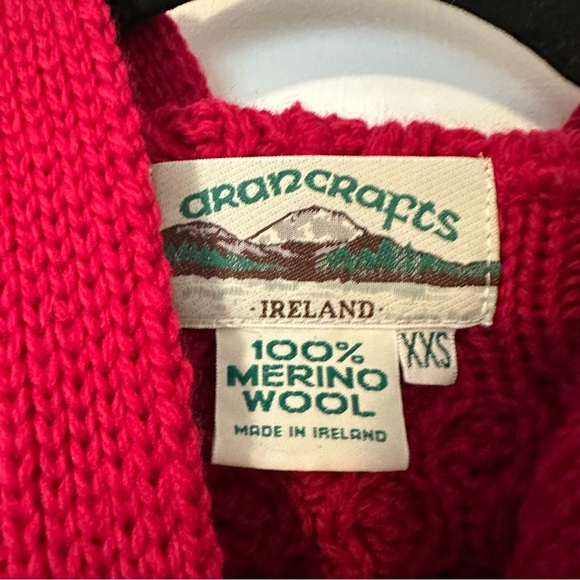 aRanCRafts
·IRELAND·
XXS
100%
MERINO
WOOL
MADE IN IRELAND